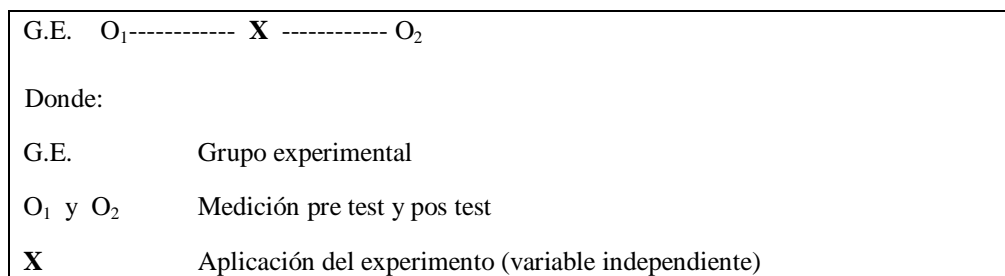 G.E. O₁------------ X ------------ O₂
Donde:
G.E. Grupo experimental
O₁ y O₂ Medición pre test y pos test
X Aplicación del experimento (variable independiente)